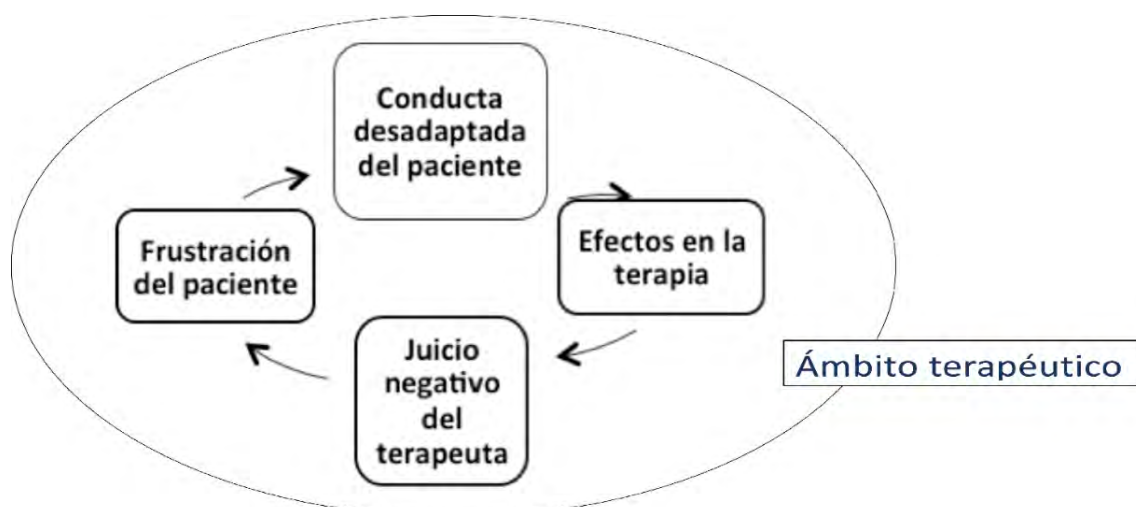 Conducta
desadaptada
del paciente
Efectos en la
terapia
Juicio
negativo
del
terapeuta
Frustración
del paciente
Ámbito terapéutico